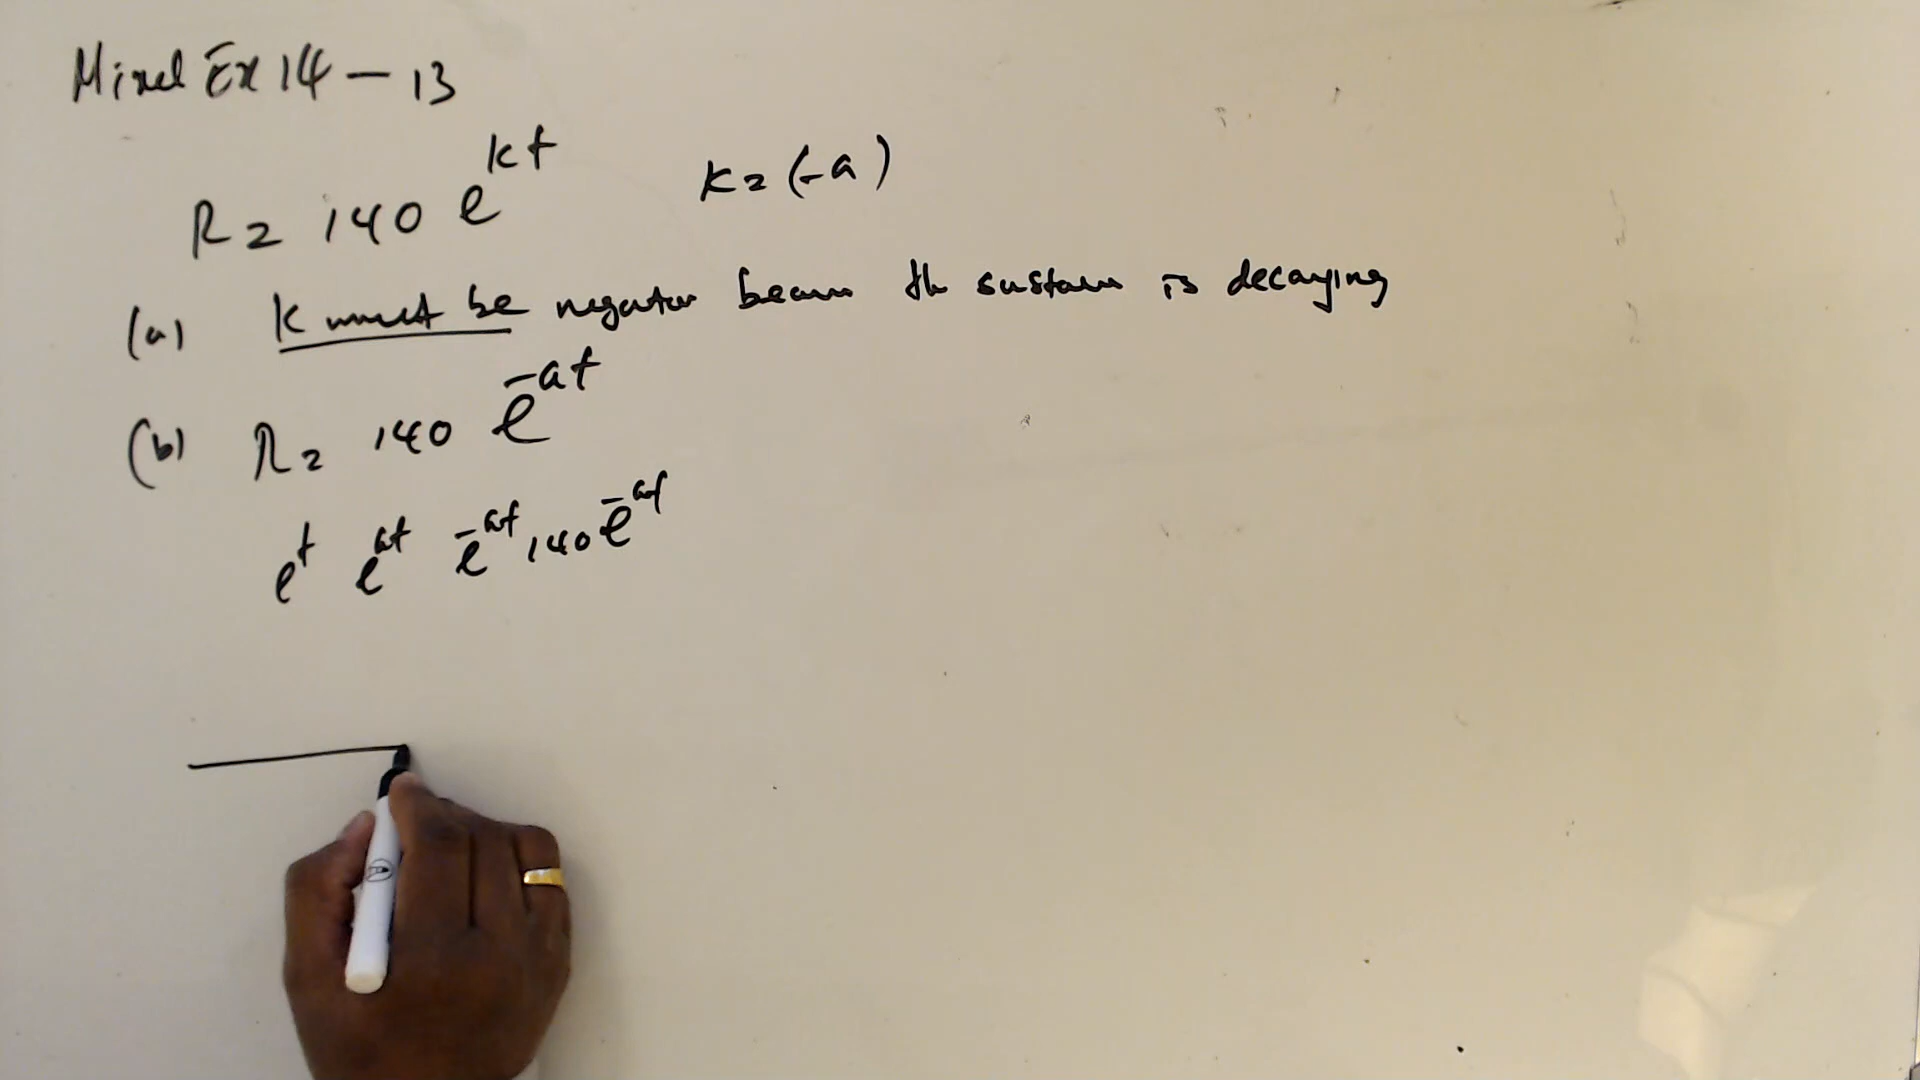 Mixed Ex 14 - 13
R = 140 e^kt K = (-a)
(a) K must be negative because the sustans is decaying
(b) R = 140 e^-at
e^t e^at e^-at 140 e^-at